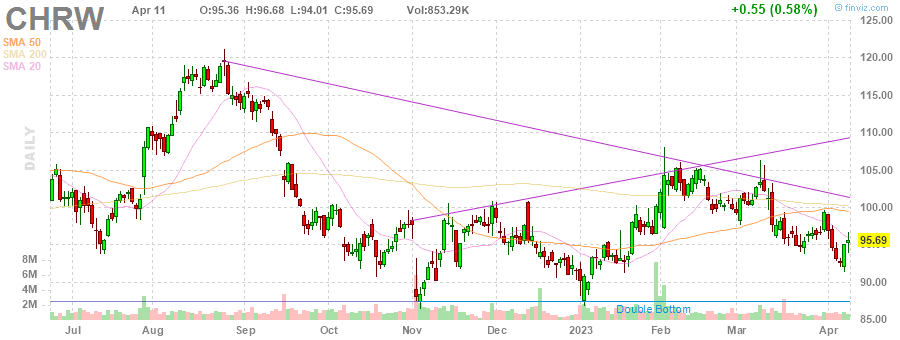 CHRW Apr 11 O:95.36 H:96.68 L:94.01 C:95.69 Vol:853.29K +0.55 (0.58%) © finviz.com
SMA 50
SMA 200
SMA 20
DAILY
125.00
120.00
115.00
110.00
105.00
100.00
95.69
90.00
85.00
8M
6M
4M
2M
Double Bottom
Jul Aug Sep Oct Nov Dec 2023 Feb Mar Apr